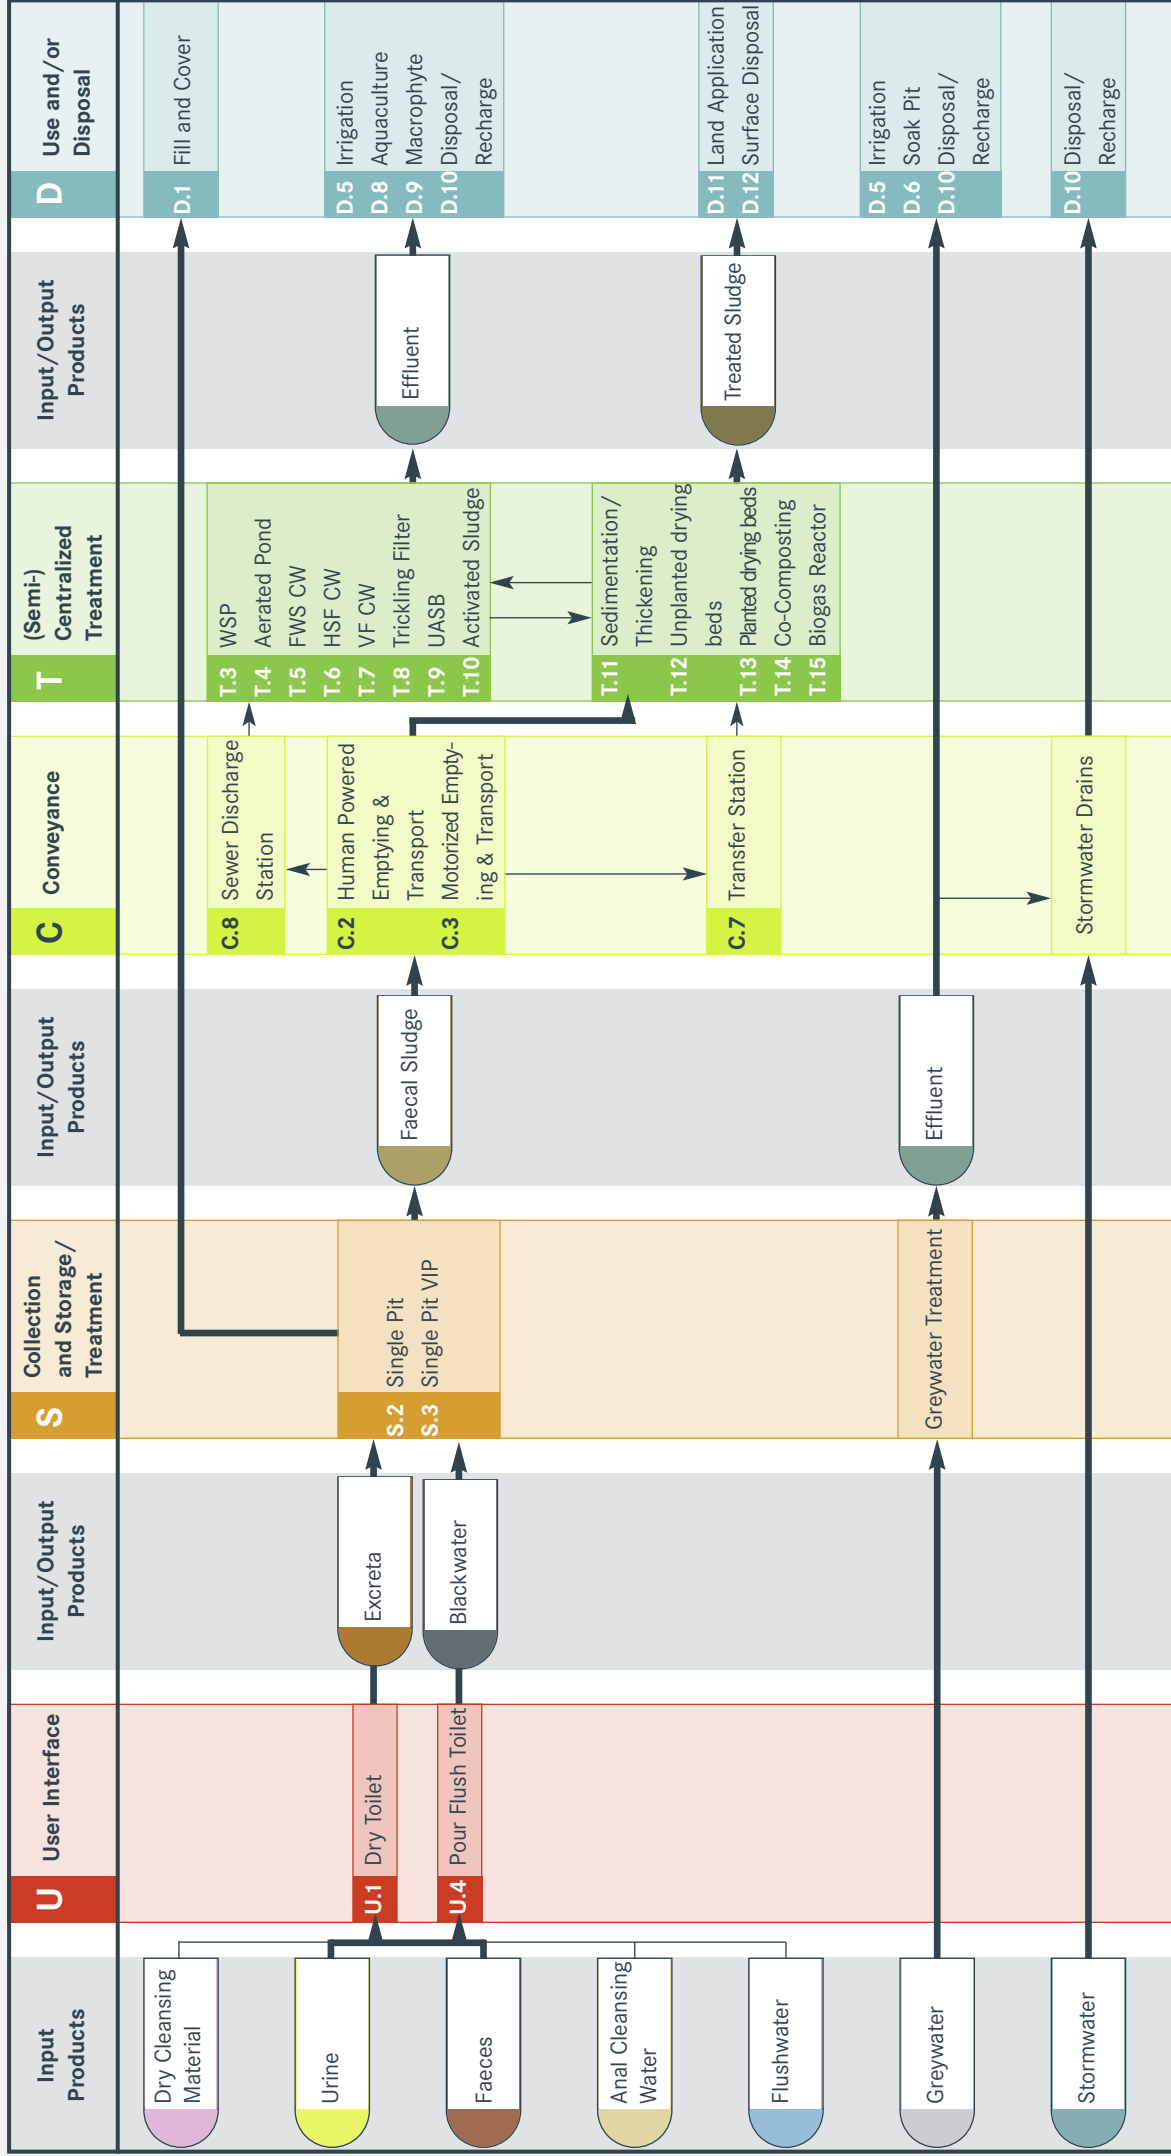 Input
Products
U User Interface
Input/Output
Products
S Collection
and Storage/
Treatment
Input/Output
Products
C Conveyance
T (Semi-)
Centralized
Treatment
Input/Output
Products
D Use and/or
Disposal
Dry Cleansing
Material
Urine
Faeces
Anal Cleansing
Water
Flushwater
Greywater
Stormwater
U.1 Dry Toilet
U.4 Pour Flush Toilet
Excreta
Blackwater
S.2 Single Pit
S.3 Single Pit VIP
Greywater Treatment
Faecal Sludge
Effluent
C.8 Sewer Discharge
Station
C.2 Human Powered
Emptying &
Transport
C.3 Motorized Empty-
ing & Transport
C.7 Transfer Station
Stormwater Drains
T.3 WSP
T.4 Aerated Pond
T.5 FWS CW
T.6 HSF CW
T.7 VF CW
T.8 Trickling Filter
T.9 UASB
T.10 Activated Sludge
T.11 Sedimentation/
Thickening
T.12 Unplanted drying
beds
T.13 Planted drying beds
T.14 Co-Composting
T.15 Biogas Reactor
Effluent
Treated Sludge
D.1 Fill and Cover
D.5 Irrigation
D.8 Aquaculture
D.9 Macrophyte
D.10 Disposal/
Recharge
D.11 Land Application
D.12 Surface Disposal
D.5 Irrigation
D.6 Soak Pit
D.10 Disposal/
Recharge
D.10 Disposal/
Recharge